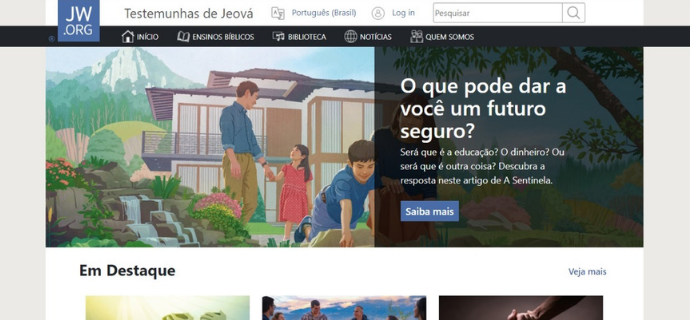 JW
.ORG
Testemunhas de Jeová
Português (Brasil)
Log in
Pesquisar
INÍCIO
ENSINOS BÍBLICOS
BIBLIOTECA
NOTÍCIAS
QUEM SOMOS
O que pode dar a
você um futuro
seguro?
Será que é a educação? O dinheiro? Ou
será que é outra coisa? Descubra a
resposta neste artigo de A Sentinela.
Saiba mais
Em Destaque
Veja mais